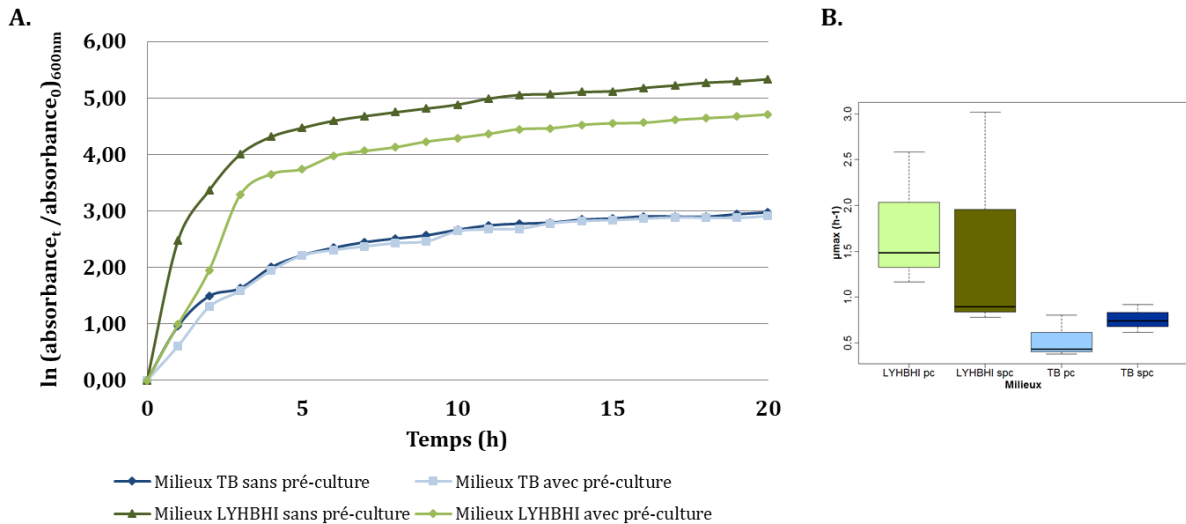 A.
ln (absorbancet /absorbance0)600nm
6,00
5,00
4,00
3,00
2,00
1,00
0,00
0 5 10 15 20
Temps (h)
Milieux TB sans pré-culture
Milieux TB avec pré-culture
Milieux LYHBHI sans pré-culture
Milieux LYHBHI avec pré-culture
B.
µmax (h-1)
3.0
2.5
2.0
1.5
1.0
0.5
LYHBHI pc LYHBHI spc TB pc TB spc
Milieux